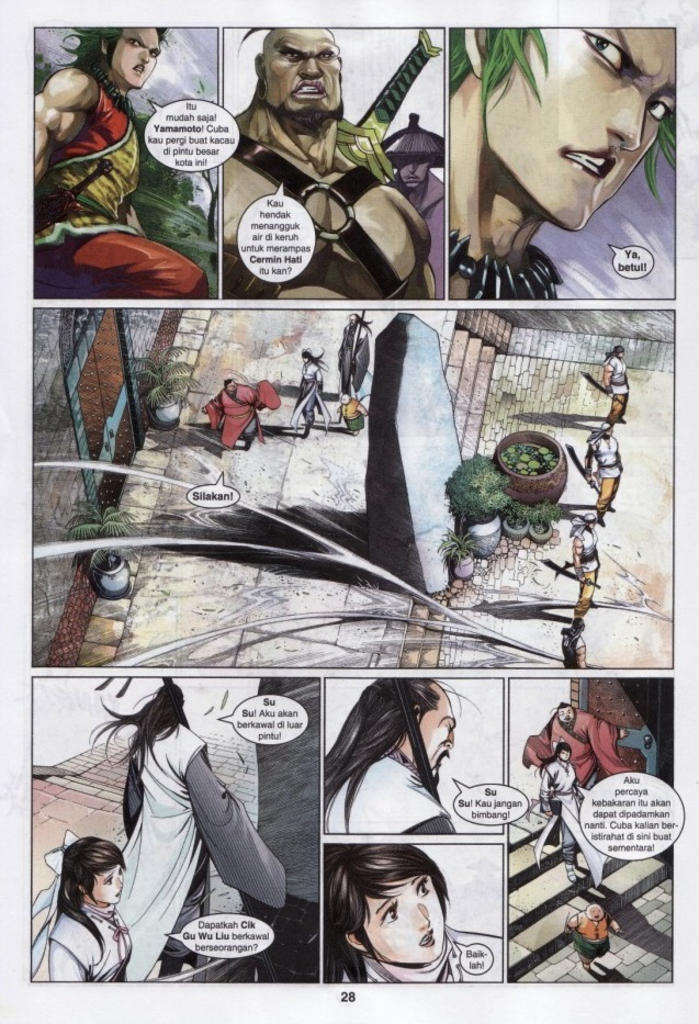 Itu
mudah saja!
Yamamoto! Cuba
kau pergi buat kacau
di pintu besar
kota ini!
Kau
hendak
menangguk
air di keruh
untuk merampas
Cermin Hati
itu kan?
Ya,
betul!
Silakan!
Su
Su! Aku akan
berkawal di luar
pintu!
Dapatkah Cik
Gu Wu Liu berkawal
berseorangan?
Su
Su! Kau jangan
bimbang!
Baik-
lah!
Aku
percaya
kebakaran itu akan
dapat dipadamkan
nanti. Cuba kalian ber-
istirahat di sini buat
sementara!
28